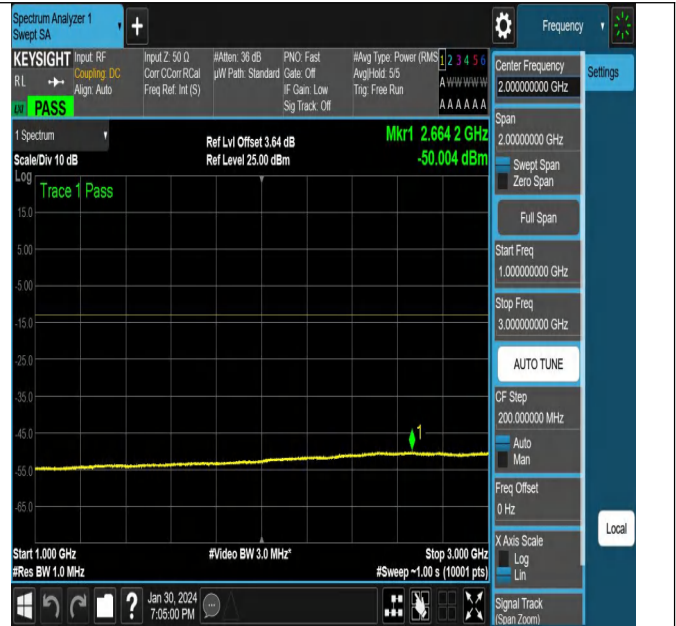 Spectrum Analyzer 1
Swept SA
Frequency
KEYSIGHT
RL
LXI
PASS
Input: RF
Coupling: DC
Align: Auto
Input Z: 50 Ω
Corr CCorr RCal
Freq Ref: Int (S)
#Atten: 36 dB
µW Path: Standard
PNO: Fast
Gate: Off
IF Gain: Low
Sig Track: Off
#Avg Type: Power (RMS
Avg|Hold: 5/5
Trig: Free Run
1 2 3 4 5 6
A W W W W W
A A A A A A
1 Spectrum
Scale/Div 10 dB
Ref Lvl Offset 3.64 dB
Ref Level 25.00 dBm
Mkr1 2.664 2 GHz
-50.004 dBm
Log
Trace 1 Pass
15.0
5.00
-5.00
-15.0
-25.0
-35.0
-45.0
-55.0
-65.0
1
Start 1.000 GHz
#Res BW 1.0 MHz
#Video BW 3.0 MHz*
Stop 3.000 GHz
#Sweep ~1.00 s (10001 pts)
Center Frequency
2.000000000 GHz
Settings
Span
2.00000000 GHz
Swept Span
Zero Span
Full Span
Start Freq
1.000000000 GHz
Stop Freq
3.000000000 GHz
AUTO TUNE
CF Step
200.000000 MHz
Auto
Man
Freq Offset
0 Hz
X Axis Scale
Log
Lin
Local
Signal Track
(Span Zoom)
?
Jan 30, 2024
7:05:00 PM